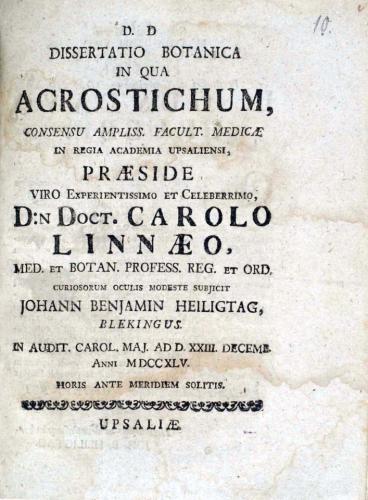 10.
D. D
DISSERTATIO BOTANICA
IN QUA
ACROSTICHUM,
CONSENSU AMPLISS. FACULT. MEDICÆ
IN REGIA ACADEMIA UPSALIENSI,
PRÆSIDE
VIRO EXPERIENTISSIMO ET CELEBERRIMO,
D:N DOCT. CAROLO
LINNÆO,
MED. ET BOTAN. PROFESS. REG. ET ORD.
CURIOSORUM OCULIS MODESTE SUBJICIT
JOHANN BENJAMIN HEILIGTAG,
BLEKINGUS.
IN AUDIT. CAROL. MAJ. AD D. XXIII. DECEMB.
ANNI MDCCXLV.
HORIS ANTE MERIDIEM SOLITIS.
UPSALIÆ.